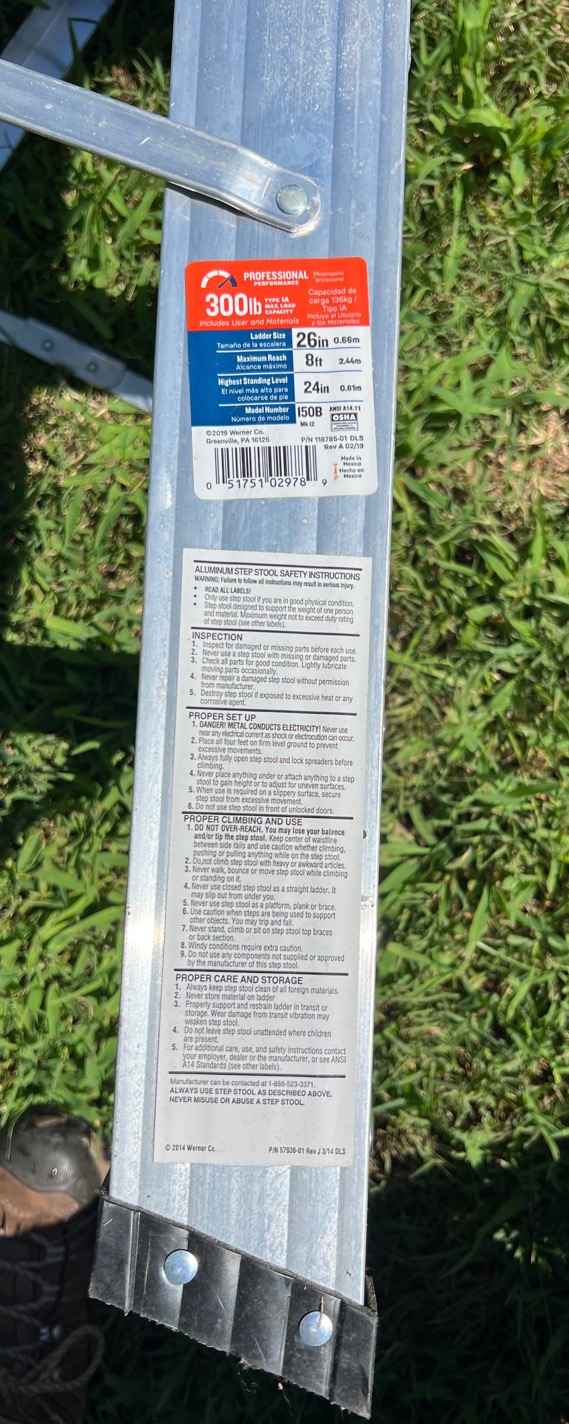 PROFESSIONAL
PERFORMANCE
Desempeño
profesional
300lb
TYPE IA
MAX. LOAD
CAPACITY
Includes User and Materials
Capacidad de
carga 136kg /
Tipo IA
Incluye el Usuario
y los Materiales
Ladder Size
Tamaño de la escalera
26in 0.66m
Maximum Reach
Alcance máximo
8ft 2.44m
Highest Standing Level
El nivel más alto para
colocarse de pie
24in 0.61m
Model Number
Número de modelo
150B
Mk 12
ANSI A14.11
OSHA
©2019 Werner Co.
Greenville, PA 16125
P/N 118785-01 DLS
Rev A 02/19
Made in
Mexico
Hecho en
Mexico
0 51751 02978 9
ALUMINUM STEP STOOL SAFETY INSTRUCTIONS
WARNING: Failure to follow all instructions may result in serious injury.
• READ ALL LABELS!
• Only use step stool if you are in good physical condition.
• Step stool designed to support the weight of one person
and material. Maximum weight not to exceed duty rating
of step stool (see other labels).
INSPECTION
1. Inspect for damaged or missing parts before each use.
2. Never use a step stool with missing or damaged parts.
3. Check all parts for good condition. Lightly lubricate
moving parts occasionally.
4. Never repair a damaged step stool without permission
from manufacturer.
5. Destroy step stool if exposed to excessive heat or any
corrosive agent.
PROPER SET UP
1. DANGER! METAL CONDUCTS ELECTRICITY! Never use
near any electrical current as shock or electrocution can occur.
2. Place all four feet on firm level ground to prevent
excessive movements.
3. Always fully open step stool and lock spreaders before
climbing.
4. Never place anything under or attach anything to a step
stool to gain height or to adjust for uneven surfaces.
5. When use is required on a slippery surface, secure
step stool from excessive movement.
6. Do not use step stool in front of unlocked doors.
PROPER CLIMBING AND USE
1. DO NOT OVER-REACH. You may lose your balance
and/or tip the step stool. Keep center of waistline
between side rails and use caution whether climbing,
pushing or pulling anything while on the step stool.
2. Do not climb step stool with heavy or awkward articles.
3. Never walk, bounce or move step stool while climbing
or standing on it.
4. Never use closed step stool as a straight ladder. It
may slip out from under you.
5. Never use step stool as a platform, plank or brace.
6. Use caution when steps are being used to support
other objects. You may trip and fall.
7. Never stand, climb or sit on step stool top braces
or back section.
8. Windy conditions require extra caution.
9. Do not use any components not supplied or approved
by the manufacturer of this step stool.
PROPER CARE AND STORAGE
1. Always keep step stool clean of all foreign materials.
2. Never store material on ladder
3. Properly support and restrain ladder in transit or
storage. Wear damage from transit vibration may
weaken step stool.
4. Do not leave step stool unattended where children
are present.
5. For additional care, use, and safety instructions contact
your employer, dealer or the manufacturer, or see ANSI
A14 Standards (see other labels).
Manufacturer can be contacted at 1-888-523-3371.
ALWAYS USE STEP STOOL AS DESCRIBED ABOVE.
NEVER MISUSE OR ABUSE A STEP STOOL.
© 2014 Werner Co.
P/N 57936-01 Rev J 3/14 DLS